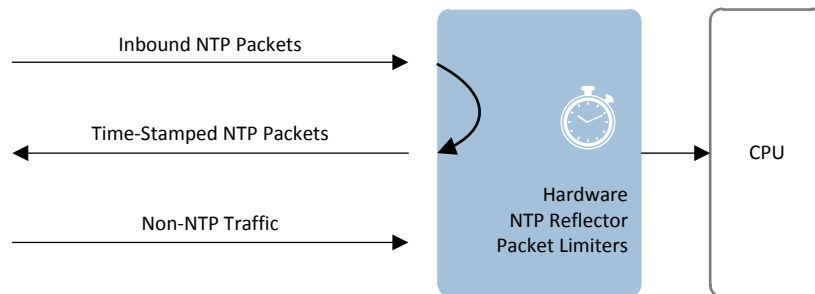 Inbound NTP Packets
Time-Stamped NTP Packets
Non-NTP Traffic
Hardware
NTP Reflector
Packet Limiters
CPU